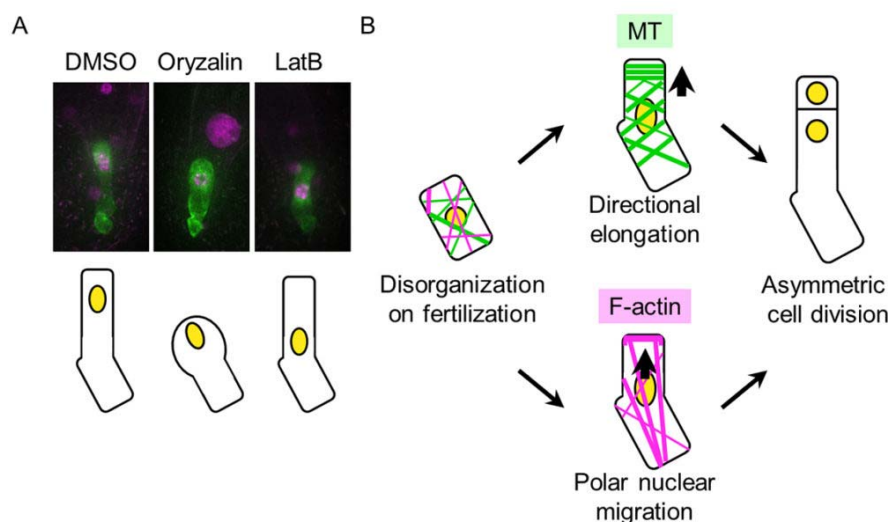 A
B
DMSO
Oryzalin
LatB
MT
Directional
elongation
Disorganization
on fertilization
F-actin
Asymmetric
cell division
Polar nuclear
migration